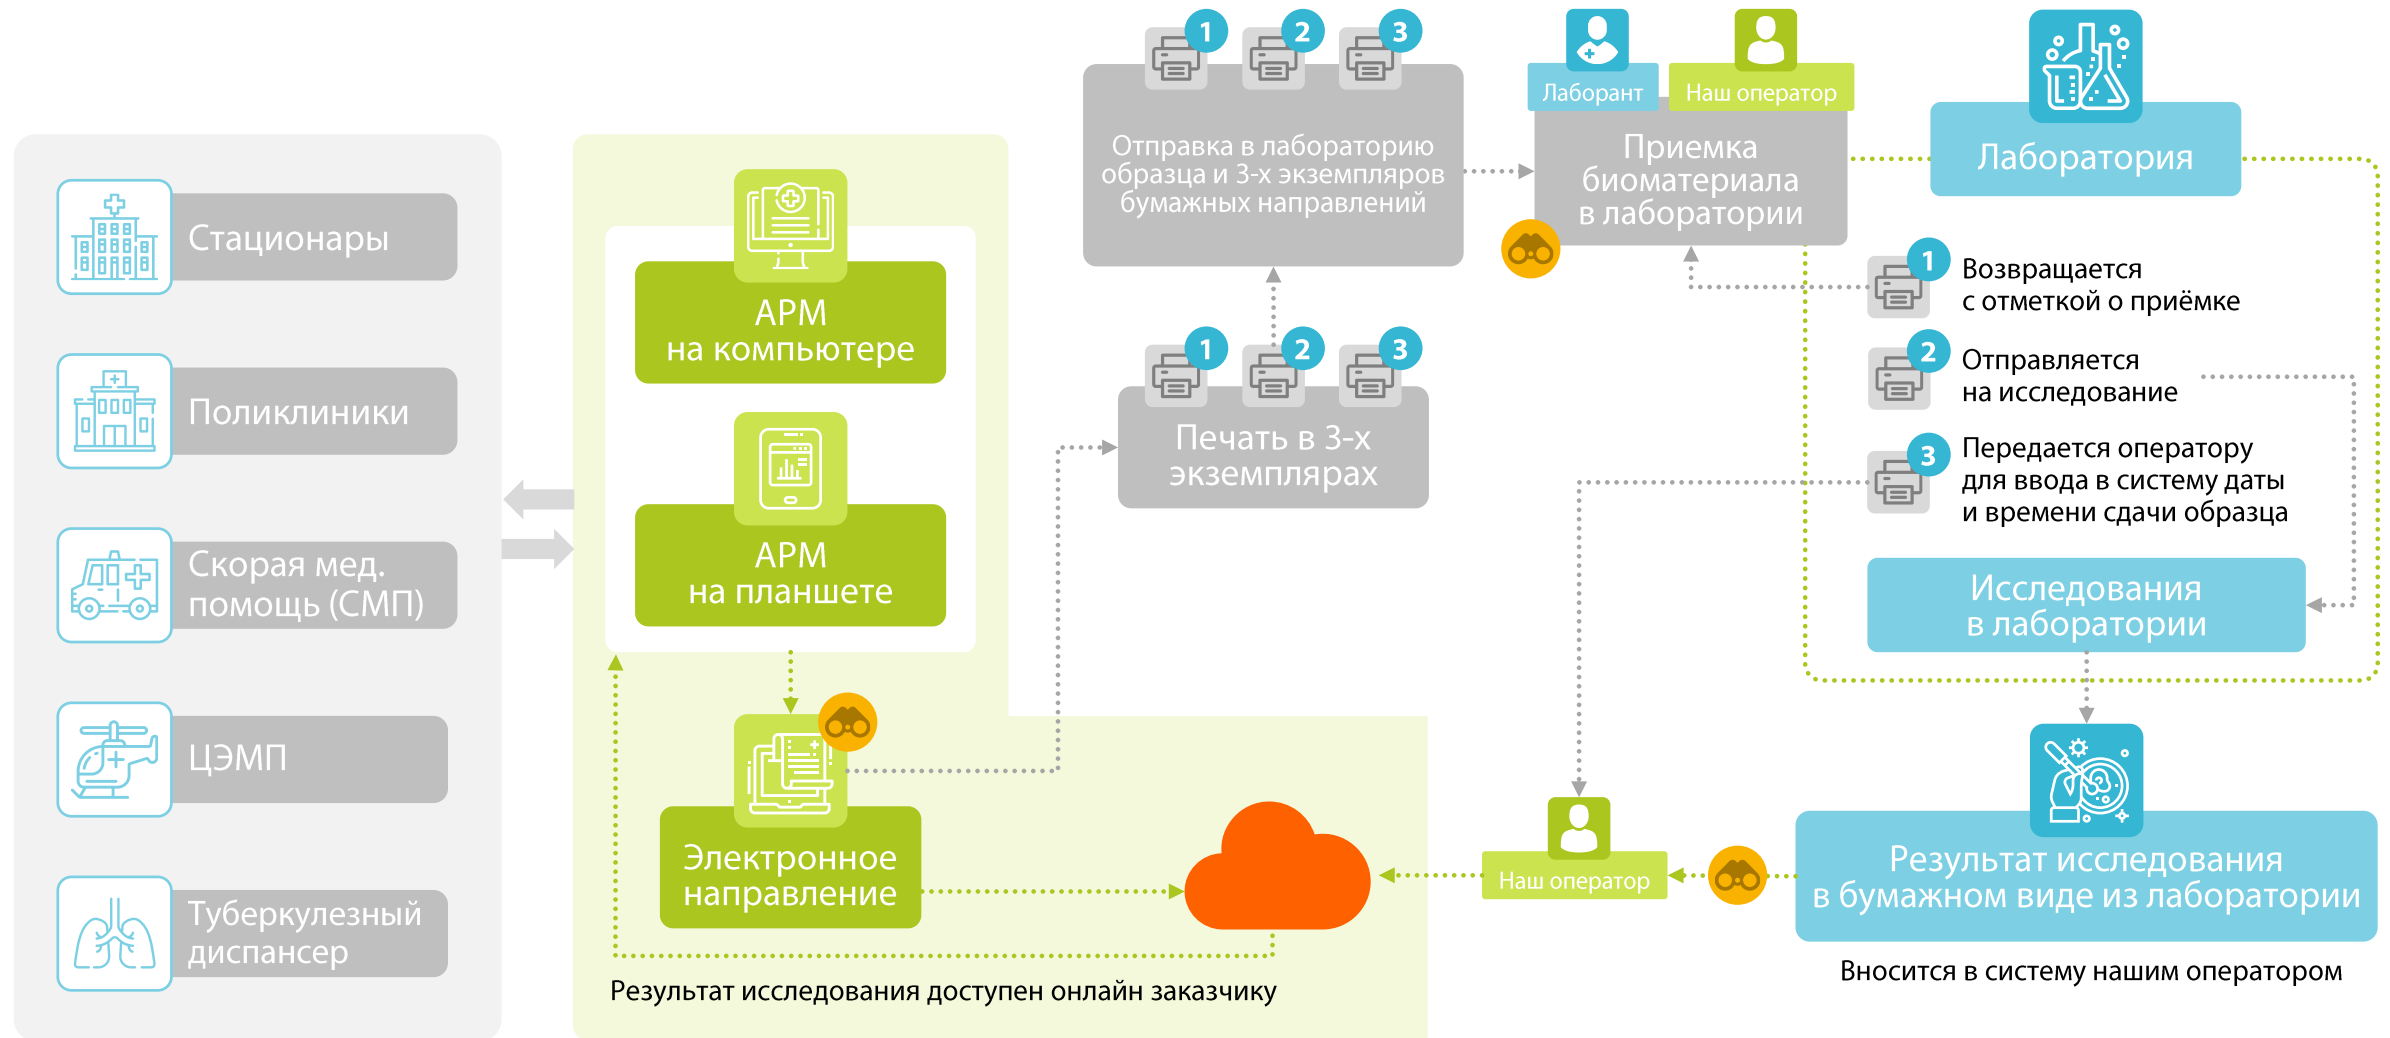 Стационары
Поликлиники
Скорая мед.
помощь (СМП)
ЦЭМП
Туберкулезный
диспансер
АРМ
на компьютере
АРМ
на планшете
Электронное
направление
Результат исследования доступен онлайн заказчику
1
2
3
Печать в 3-х
экземплярах
1
2
3
Отправка в лабораторию
образца и 3-х экземпляров
бумажных направлений
Лаборант
Наш оператор
Приемка
биоматериала
в лаборатории
Лаборатория
1
Возвращается
с отметкой о приёмке
2
Отправляется
на исследование
3
Передается оператору
для ввода в систему даты
и времени сдачи образца
Исследования
в лаборатории
Результат исследования
в бумажном виде из лаборатории
Вносится в систему нашим оператором
Наш оператор